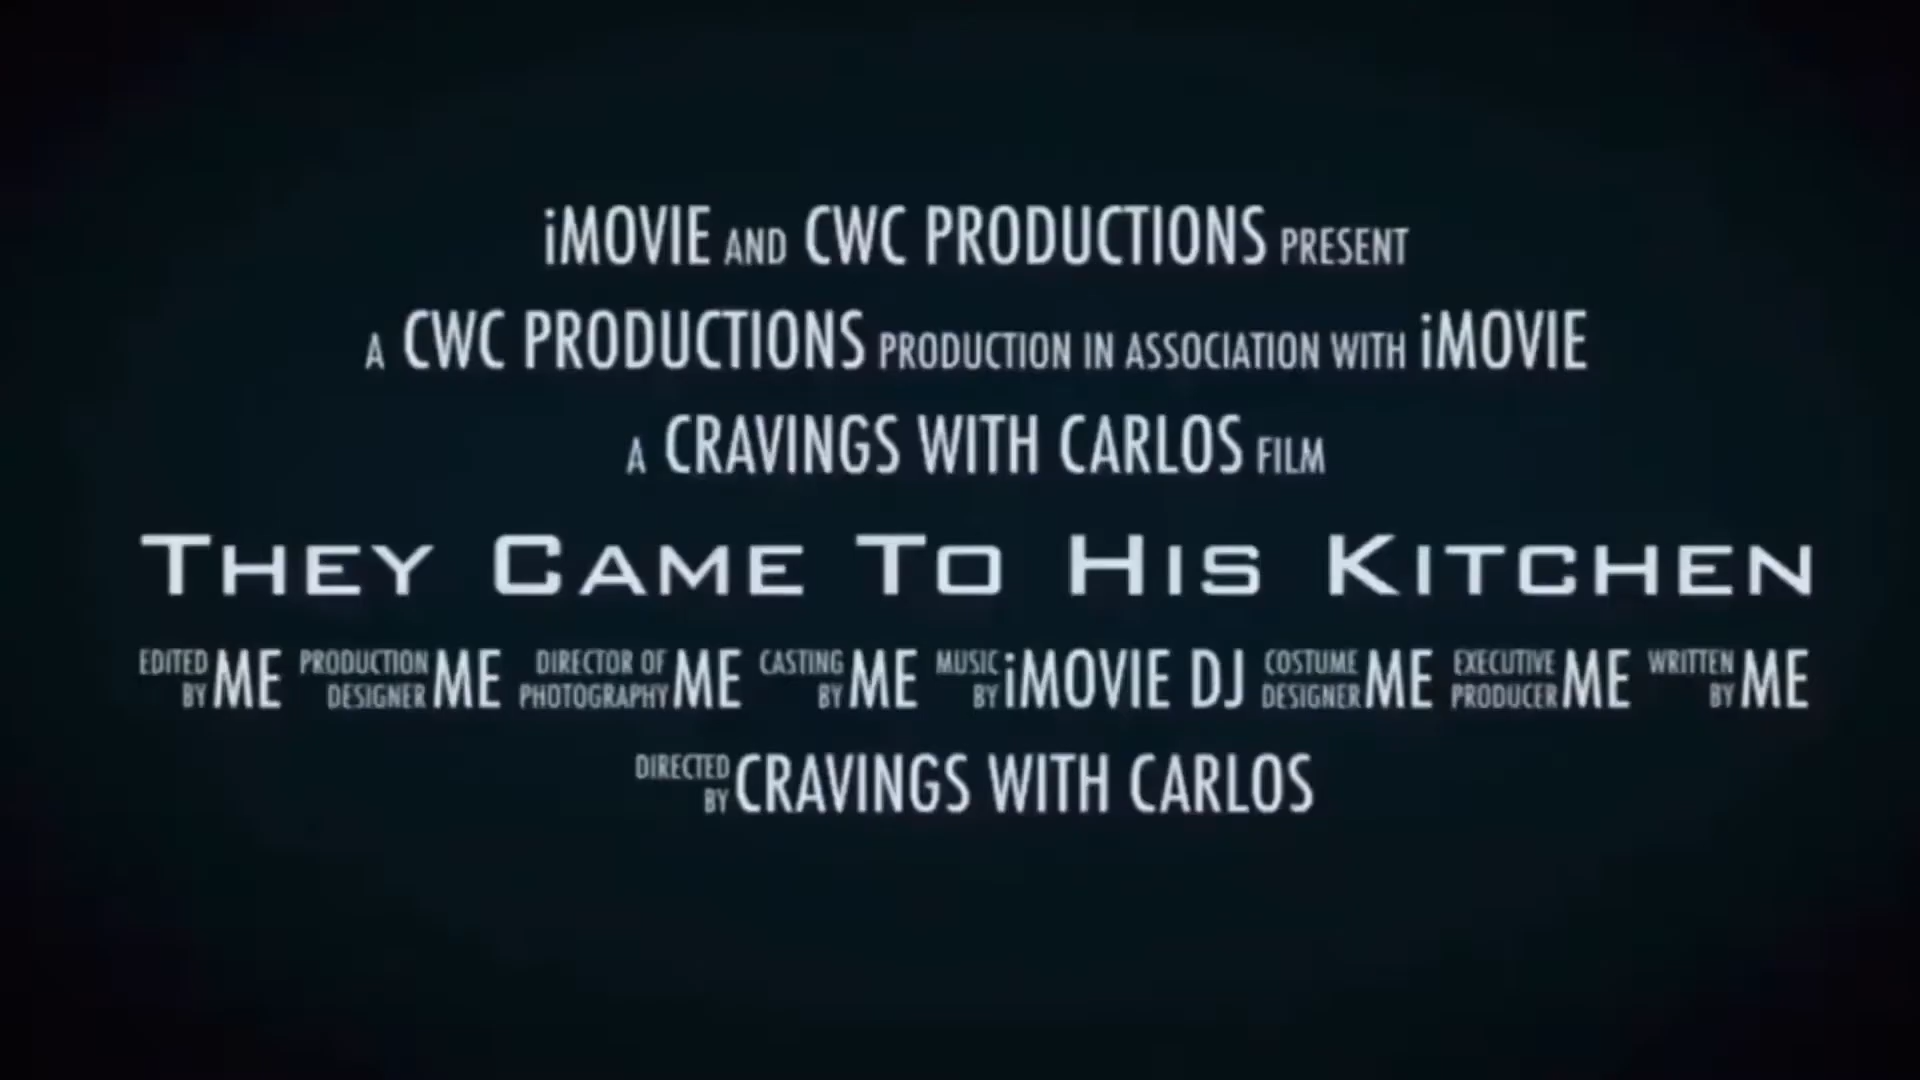 iMOVIE AND CWC PRODUCTIONS PRESENT
A CWC PRODUCTIONS PRODUCTION IN ASSOCIATION WITH iMOVIE
A CRAVINGS WITH CARLOS FILM
THEY CAME TO HIS KITCHEN
EDITED BY ME PRODUCTION DESIGNER ME DIRECTOR OF PHOTOGRAPHY ME CASTING BY ME MUSIC BY iMOVIE DJ COSTUME DESIGNER ME EXECUTIVE PRODUCER ME WRITTEN BY ME
DIRECTED BY CRAVINGS WITH CARLOS